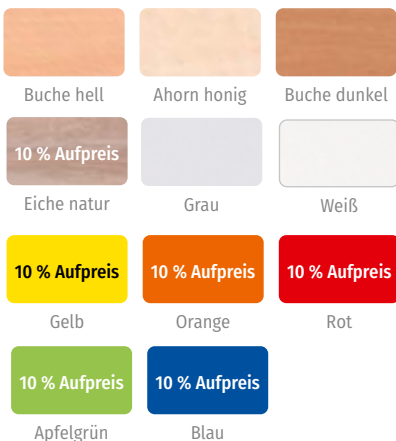 Buche hell Ahorn honig Buche dunkel
10 % Aufpreis
Eiche natur Grau Weiß
10 % Aufpreis 10 % Aufpreis 10 % Aufpreis
Gelb Orange Rot
10 % Aufpreis 10 % Aufpreis
Apfelgrün Blau